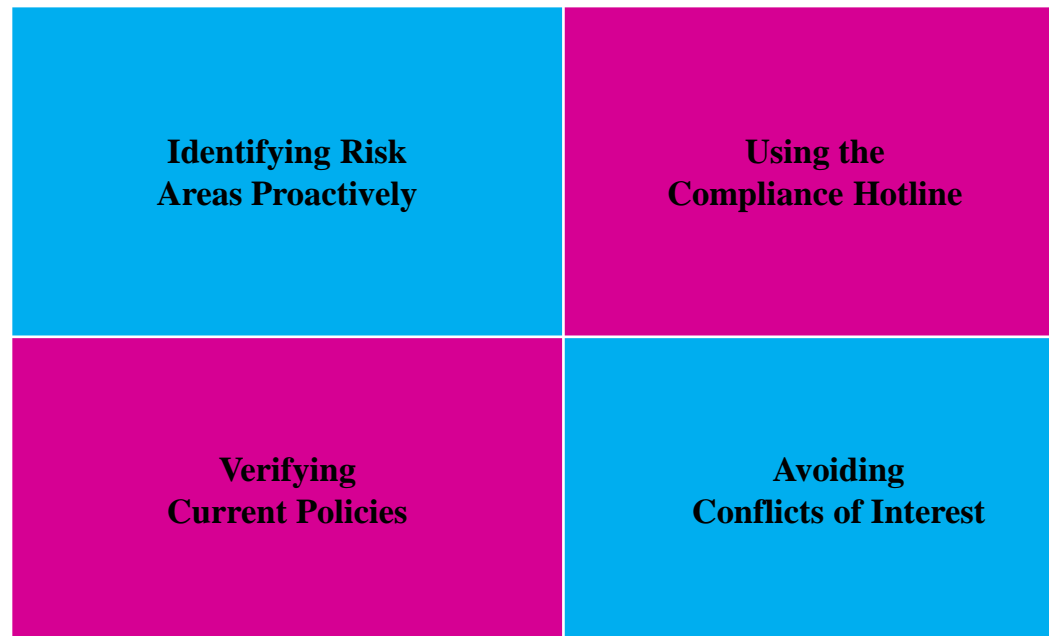 Identifying Risk
Areas Proactively
Using the
Compliance Hotline
Verifying
Current Policies
Avoiding
Conflicts of Interest